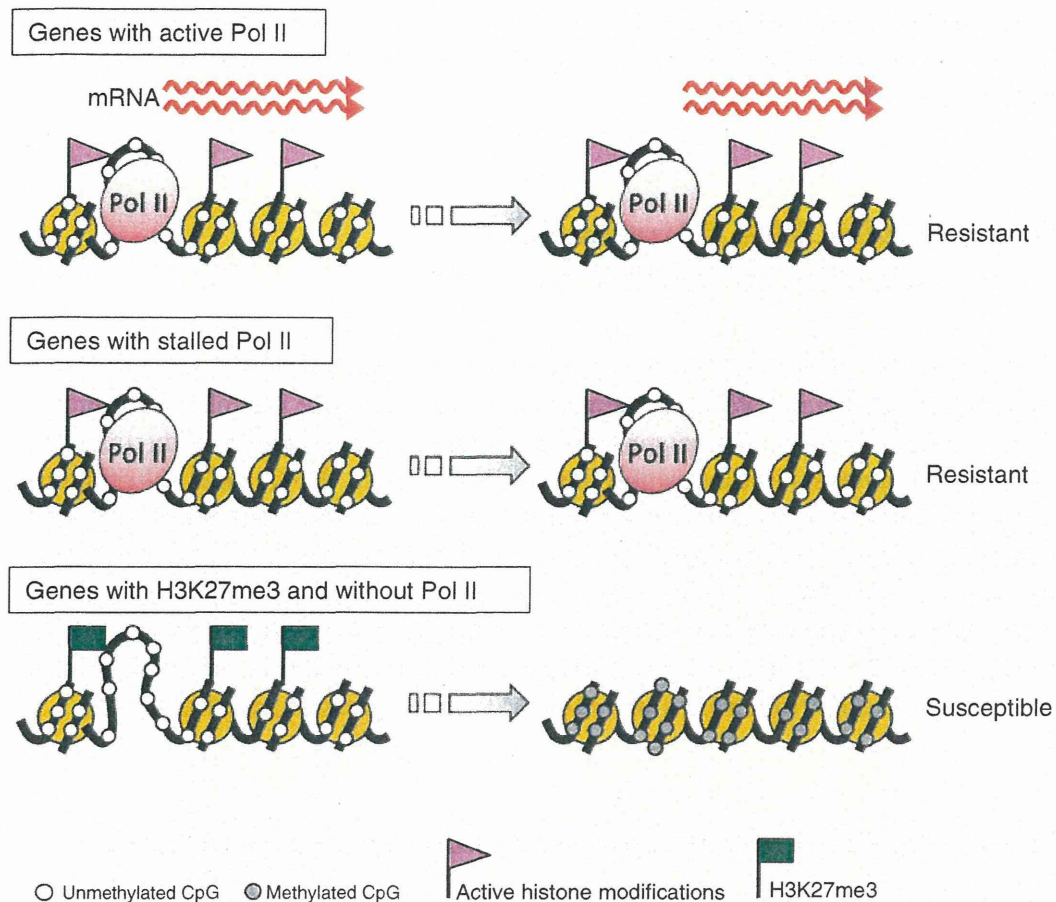 Genes with active Pol II
mRNA
Pol II
Pol II
Resistant
Genes with stalled Pol II
Pol II
Pol II
Resistant
Genes with H3K27me3 and without Pol II
Susceptible
Unmethylated CpG
Methylated CpG
Active histone modifications
H3K27me3